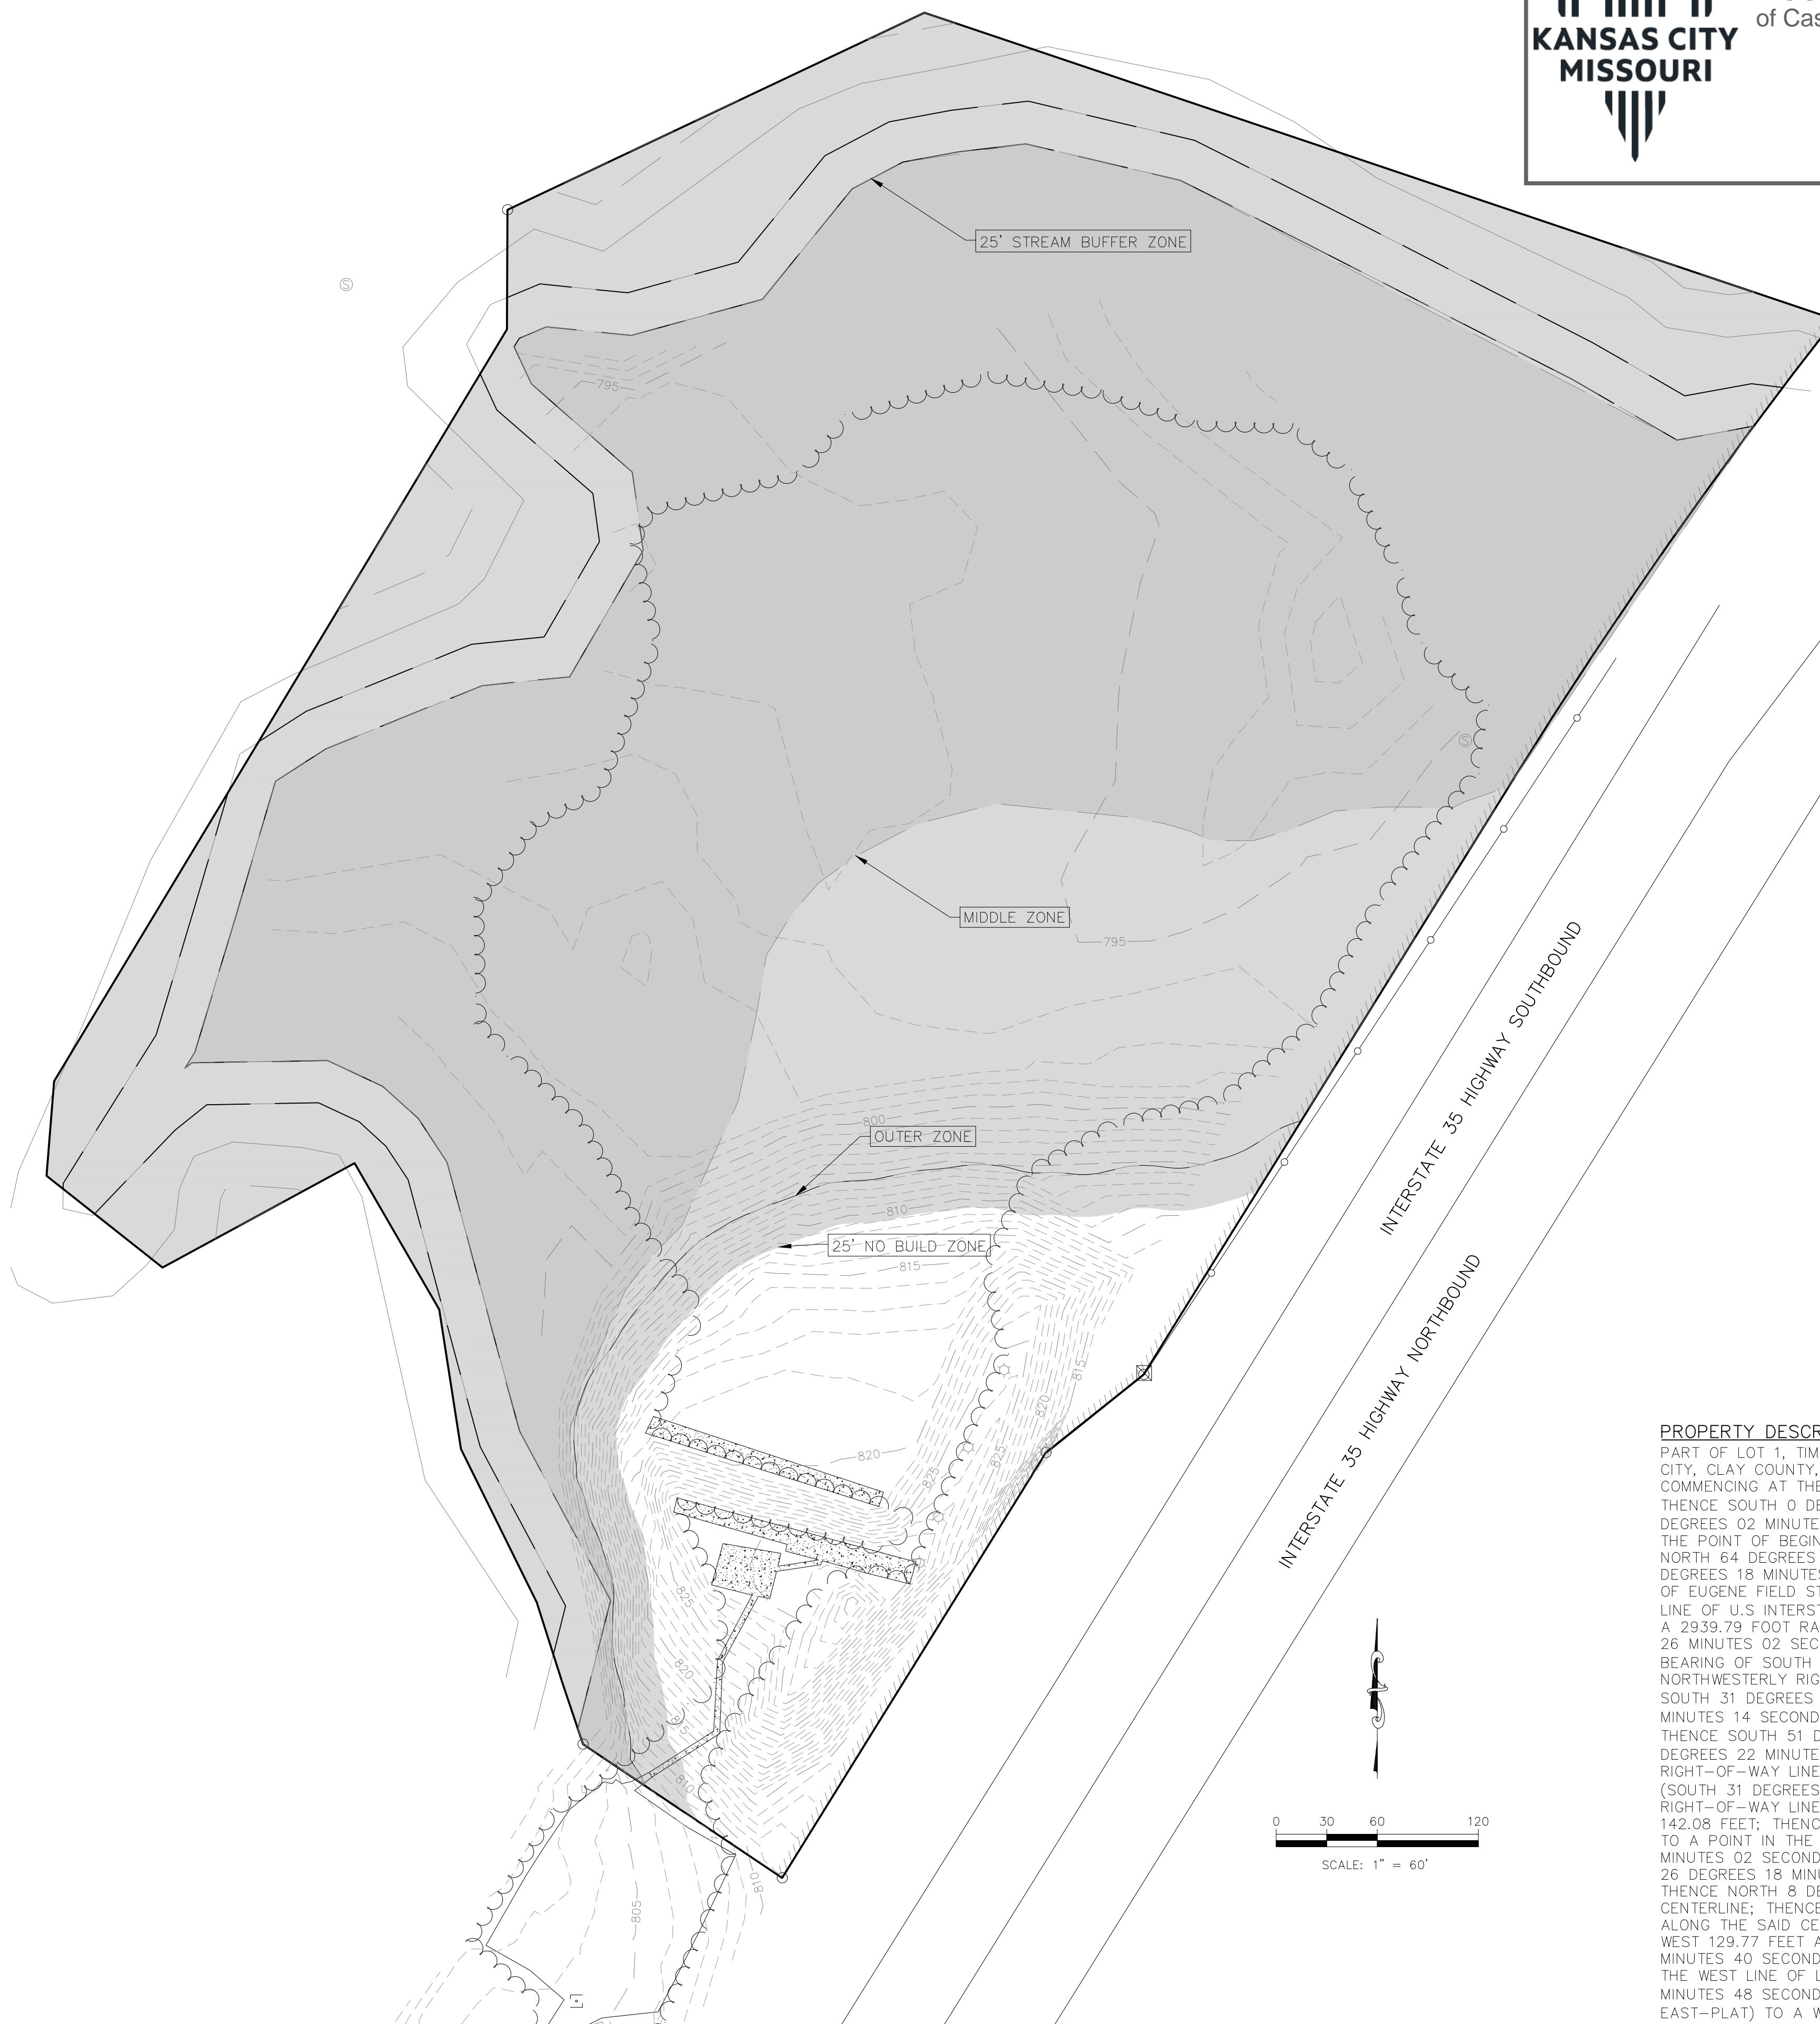 of Cas
KANSAS CITY
MISSOURI
25' STREAM BUFFER ZONE
S
795
S
MIDDLE ZONE
795
800
OUTER ZONE
810
25' NO BUILD ZONE
815
INTERSTATE 35 HIGHWAY SOUTHBOUND
INTERSTATE 35 HIGHWAY NORTHBOUND
815
820
825
820
825
825
820
815
810
810
805
0 30 60 120
SCALE: 1" = 60'
PROPERTY DESCR
PART OF LOT 1, TIM
CITY, CLAY COUNTY,
COMMENCING AT THE
THENCE SOUTH 0 DE
DEGREES 02 MINUTE
THE POINT OF BEGIN
NORTH 64 DEGREES
DEGREES 18 MINUTES
OF EUGENE FIELD ST
LINE OF U.S INTERST
A 2939.79 FOOT RA
26 MINUTES 02 SEC
BEARING OF SOUTH
NORTHWESTERLY RIG
SOUTH 31 DEGREES
MINUTES 14 SECOND
THENCE SOUTH 51 D
DEGREES 22 MINUTE
RIGHT-OF-WAY LINE
(SOUTH 31 DEGREES
RIGHT-OF-WAY LINE
142.08 FEET; THENC
TO A POINT IN THE
MINUTES 02 SECOND
26 DEGREES 18 MINU
THENCE NORTH 8 DE
CENTERLINE; THENCE
ALONG THE SAID CE
WEST 129.77 FEET A
MINUTES 40 SECOND
THE WEST LINE OF L
MINUTES 48 SECOND
EAST-PLAT) TO A W